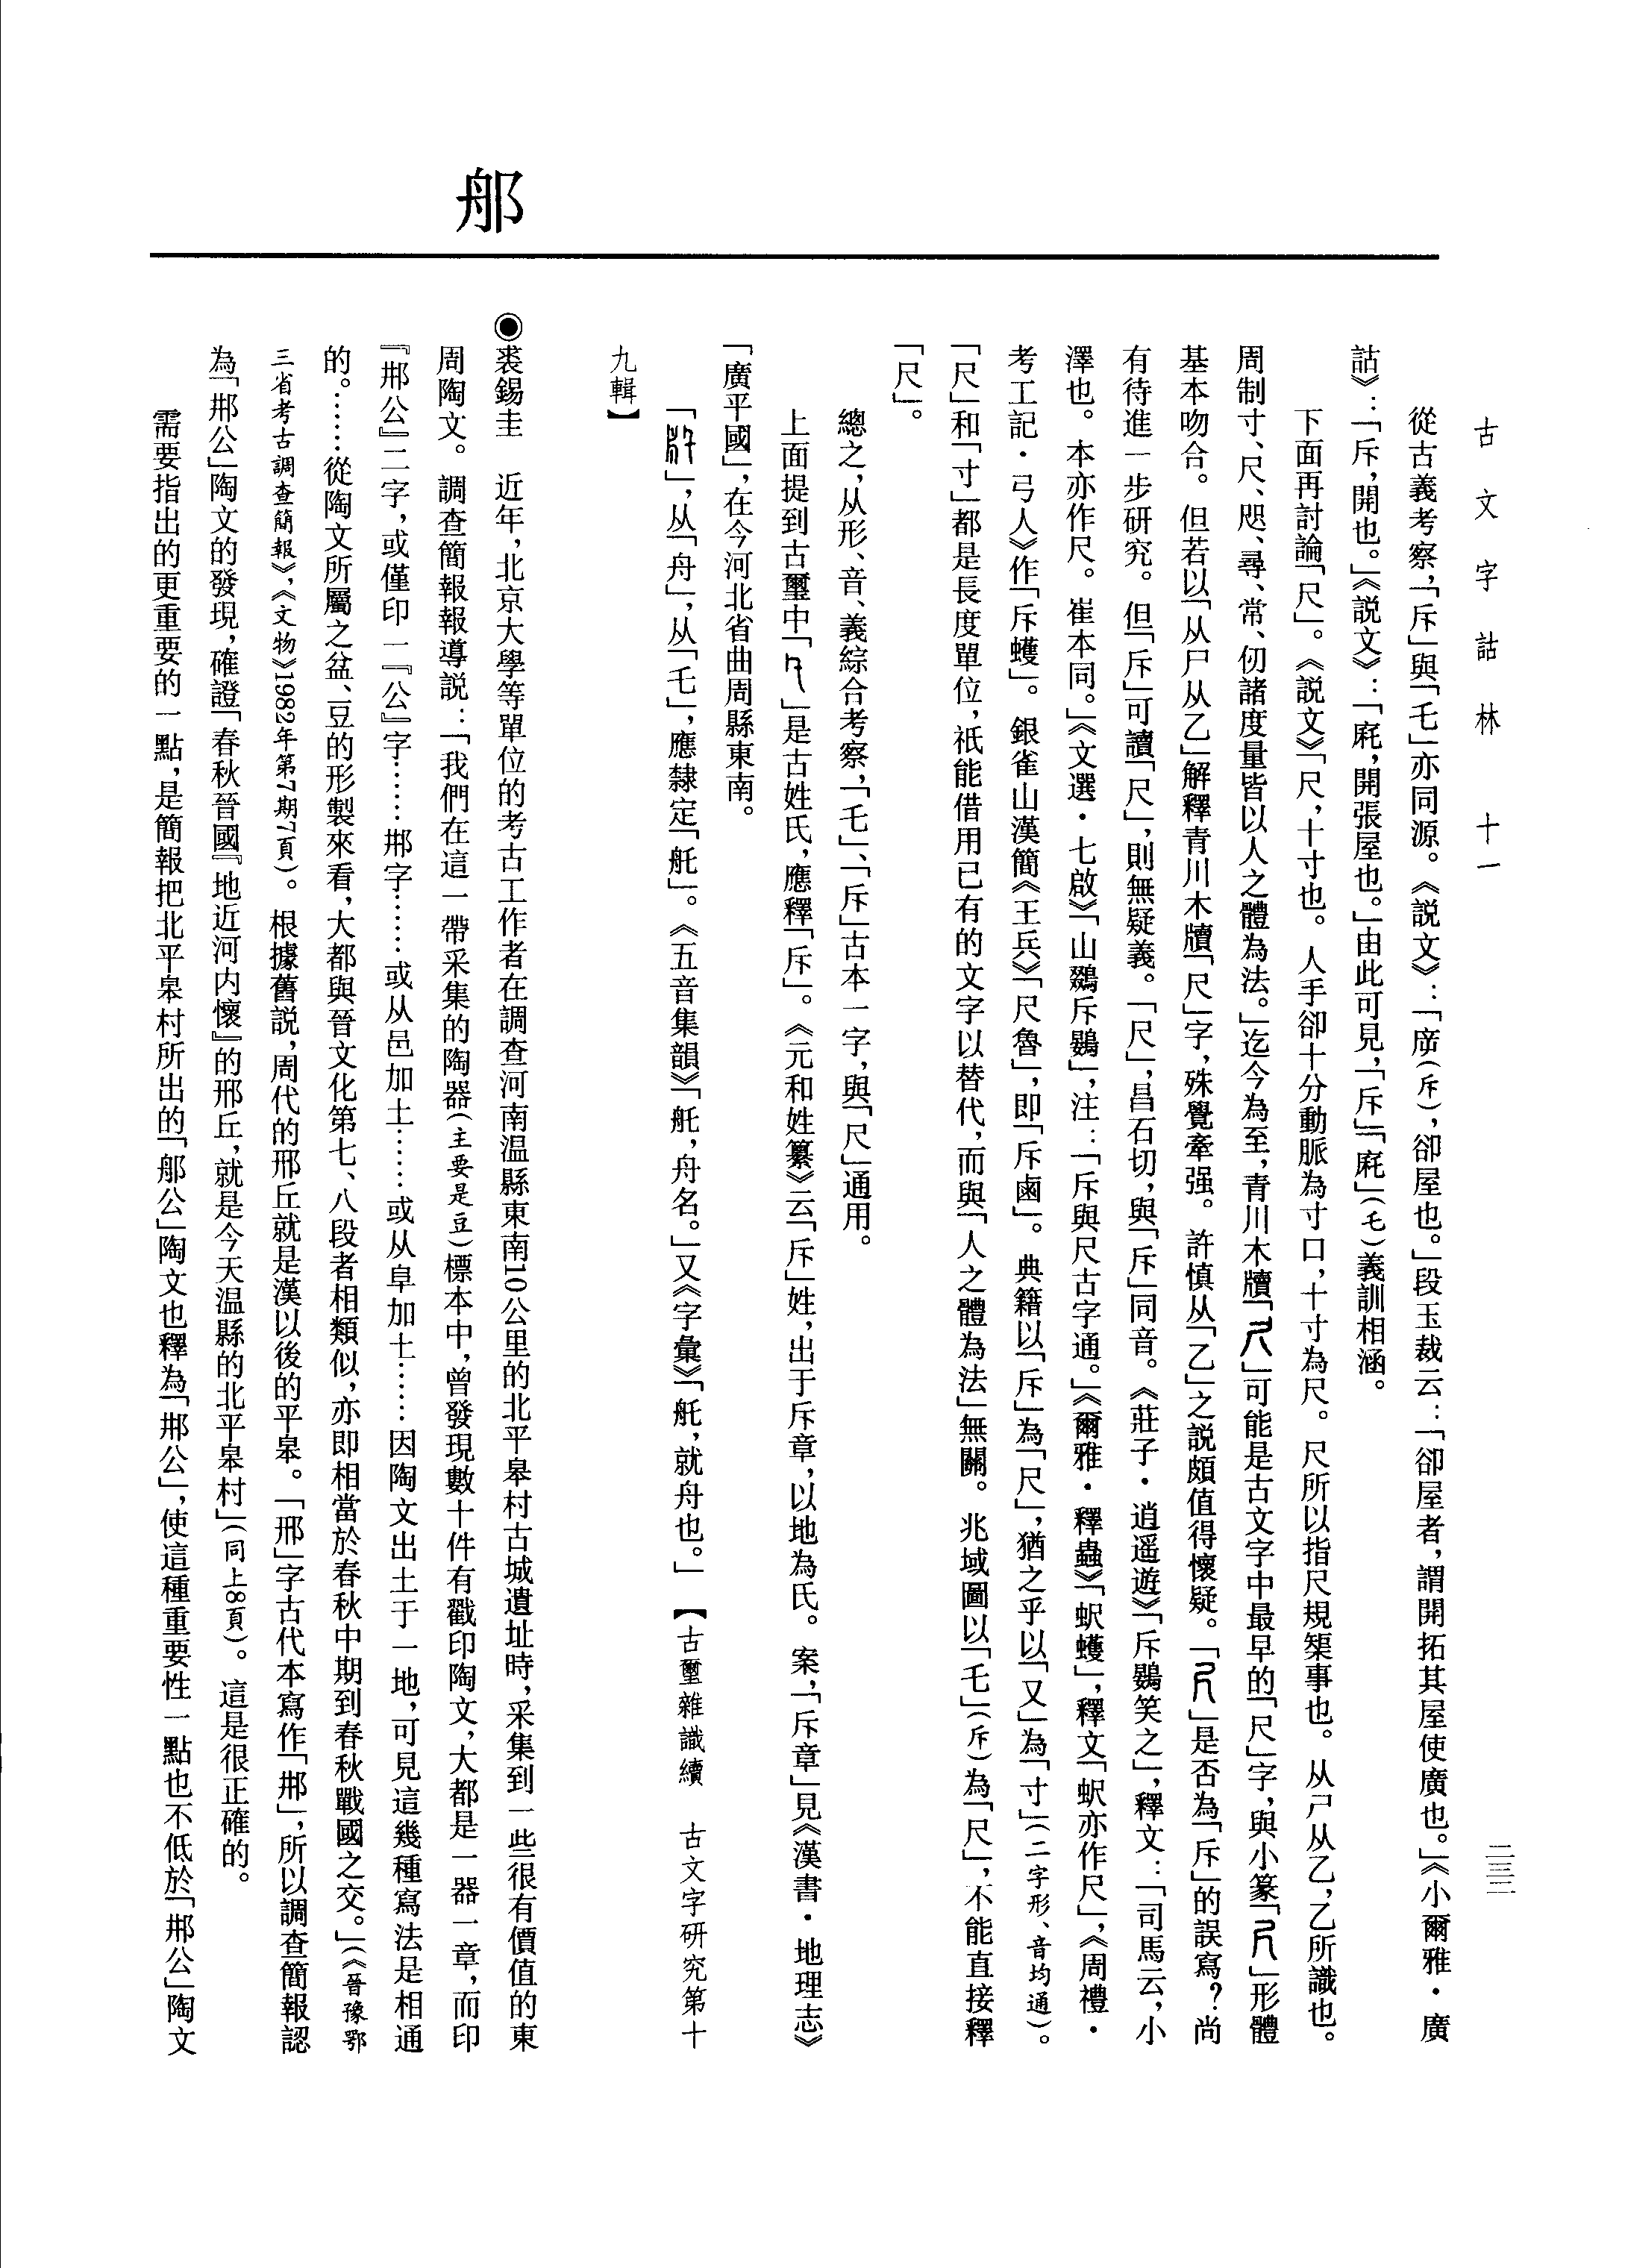 古文字詁林　十一
二三二
郍
從古義考察，「斥」與「乇」亦同源。《説文》：「㡿（斥），卻屋也。」段玉裁云：「卻屋者，謂開拓其屋使廣也。」《小爾雅·廣
詁》：「斥，開也。」《説文》：「㡯，開張屋也。」由此可見，「斥」「㡯」（乇）義訓相涵。
下面再討論「尺」。《説文》「尺，十寸也。人手卻十分動脈為寸口，十寸為尺。尺所以指尺規榘事也。从尸从乙，乙所識也。
周制寸、尺、咫、尋、常、仞諸度量皆以人之體為法。」迄今為至，青川木牘「」可能是古文字中最早的「尺」字，與小篆「」形體
基本吻合。但若以「从尸从乙」解釋青川木牘「尺」字，殊覺牽强。許慎从「乙」之説頗值得懷疑。「」是否為「斥」的誤寫？尚
有待進一步研究。但「斥」可讀「尺」，則無疑義。「尺」，昌石切，與「斥」同音。《莊子·逍遥遊》「斥鷃笑之」，釋文：「司馬云，小
澤也。本亦作尺。崔本同。」《文選·七啟》「山鵽斥鷃」，注：「斥與尺古字通。」《爾雅·釋蟲》「蚇蠖」，釋文「蚇亦作尺」，《周禮·
考工記·弓人》作「斥蠖」。銀雀山漢簡《王兵》「尺魯」，即「斥鹵」。典籍以「斥」為「尺」，猶之乎以「又」為「寸」（二字形、音均通）。
「尺」和「寸」都是長度單位，祇能借用已有的文字以替代，而與「人之體為法」無關。兆域圖以「乇」（斥）為「尺」，不能直接釋
「尺」。
總之，从形、音、義綜合考察，「乇」、「斥」古本一字，與「尺」通用。
上面提到古璽中「」是古姓氏，應釋「斥」。《元和姓纂》云「斥」姓，出于斥章，以地為氏。案，「斥章」見《漢書·地理志》
「廣平國」，在今河北省曲周縣東南。
「」，从「舟」，从「乇」，應隸定「舴」。《五音集韻》「舴，舟名。」又《字彙》「舴，就舟也。」【古璽雜識續　古文字研究第十
九輯】
◉裘錫圭　近年，北京大學等單位的考古工作者在調查河南温縣東南10公里的北平皋村古城遺址時，采集到一些很有價值的東
周陶文。調查簡報報導説：「我們在這一帶采集的陶器（主要是豆）標本中，曾發現數十件有戳印陶文，大都是一器一章，而印
『邢公』二字，或僅印一『公』字……邢字……或从邑加土……或从阜加土……因陶文出土于一地，可見這幾種寫法是相通
的。……從陶文所屬之盆、豆的形製來看，大都與晉文化第七、八段者相類似，亦即相當於春秋中期到春秋戰國之交。」（《晉豫鄂
三省考古調查簡報》，《文物》1982年第7期7頁）。根據舊説，周代的邢丘就是漢以後的平皋。「邢」字古代本寫作「邢」，所以調查簡報認
為「邢公」陶文的發現，確證「春秋晉國『地近河内懷』的邢丘，就是今天温縣的北平皋村」（同上8頁）。這是很正確的。
需要指出的更重要的一點，是簡報把北平皋村所出的「郍公」陶文也釋為「邢公」，使這種重要性一點也不低於「邢公」陶文